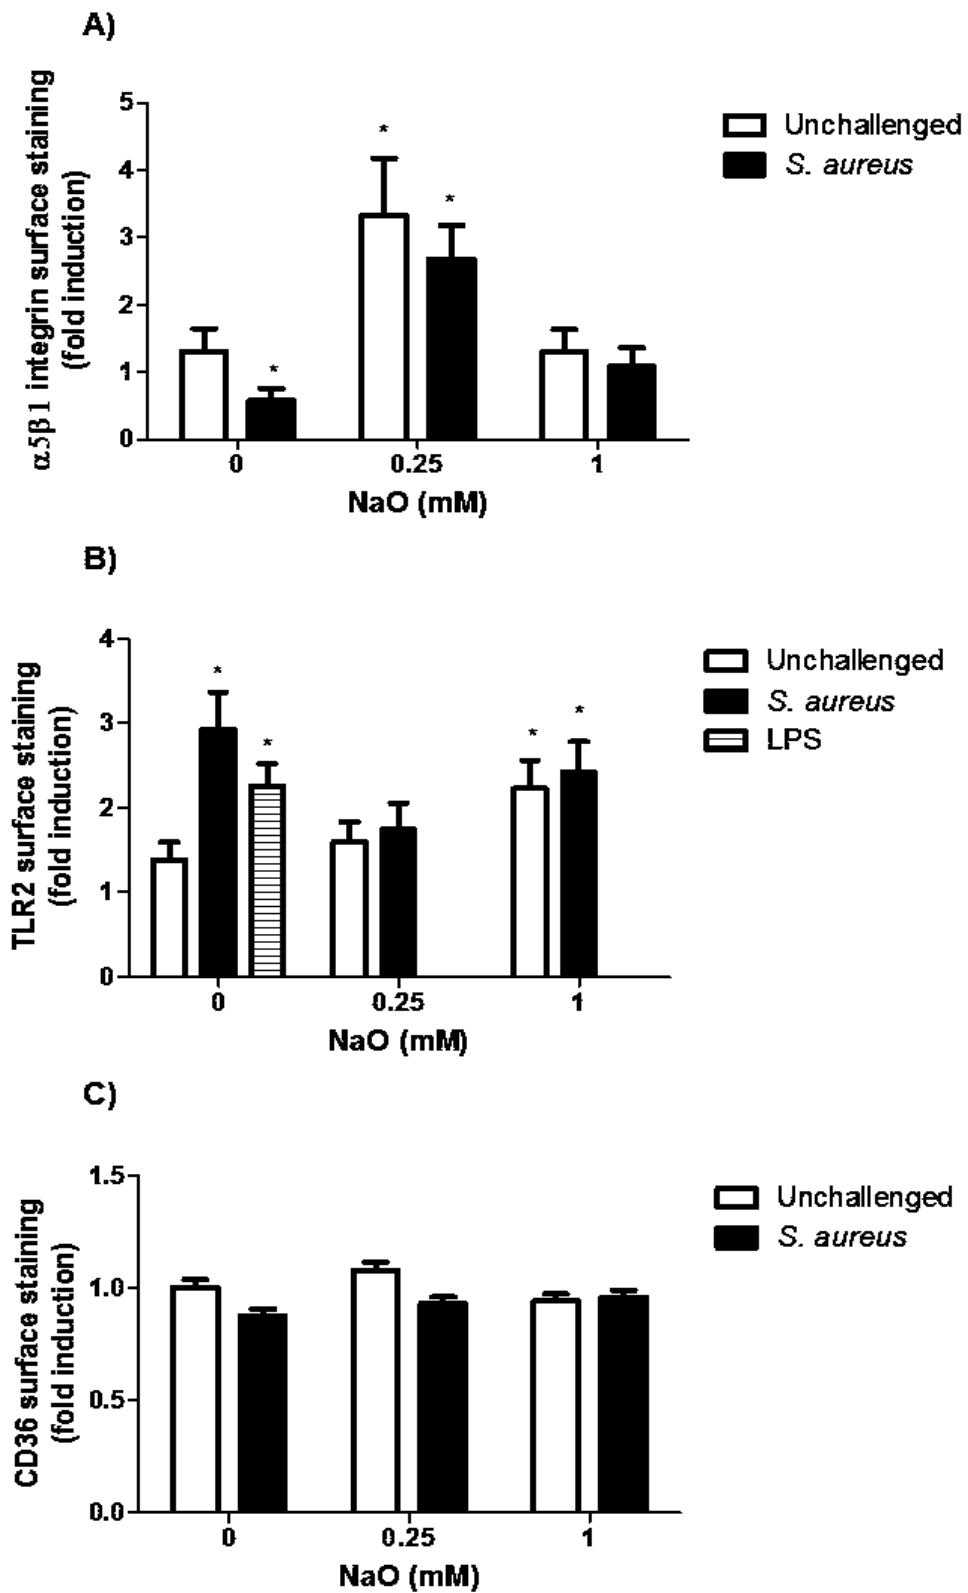 A)
α5β1 integrin surface staining
(fold induction)
5
4
3
2
1
0
*
*
*
0 0.25 1
NaO (mM)
Unchallenged
S. aureus
B)
TLR2 surface staining
(fold induction)
4
3
2
1
0
*
*
*
*
0 0.25 1
NaO (mM)
Unchallenged
S. aureus
LPS
C)
CD36 surface staining
(fold induction)
1.5
1.0
0.5
0.0
0 0.25 1
NaO (mM)
Unchallenged
S. aureus